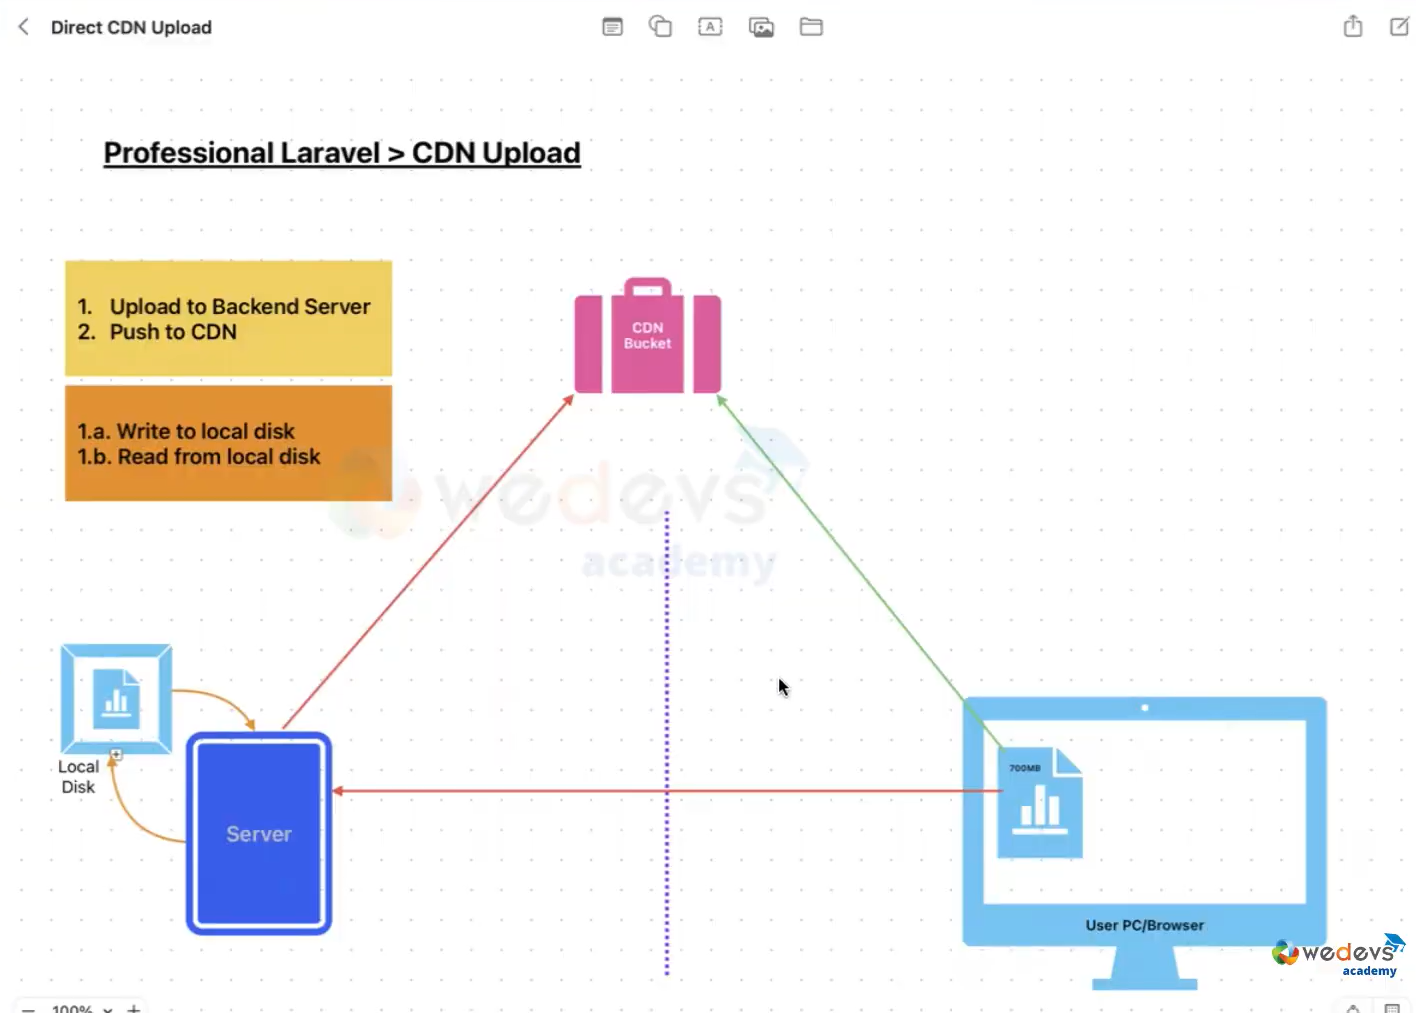 Direct CDN Upload
A
Professional Laravel > CDN Upload
1. Upload to Backend Server
2. Push to CDN
1.a. Write to local disk
1.b. Read from local disk
CDN
Bucket
wedevs
academy
Local
Disk
Server
700MB
User PC/Browser
wedevs
academy
100%